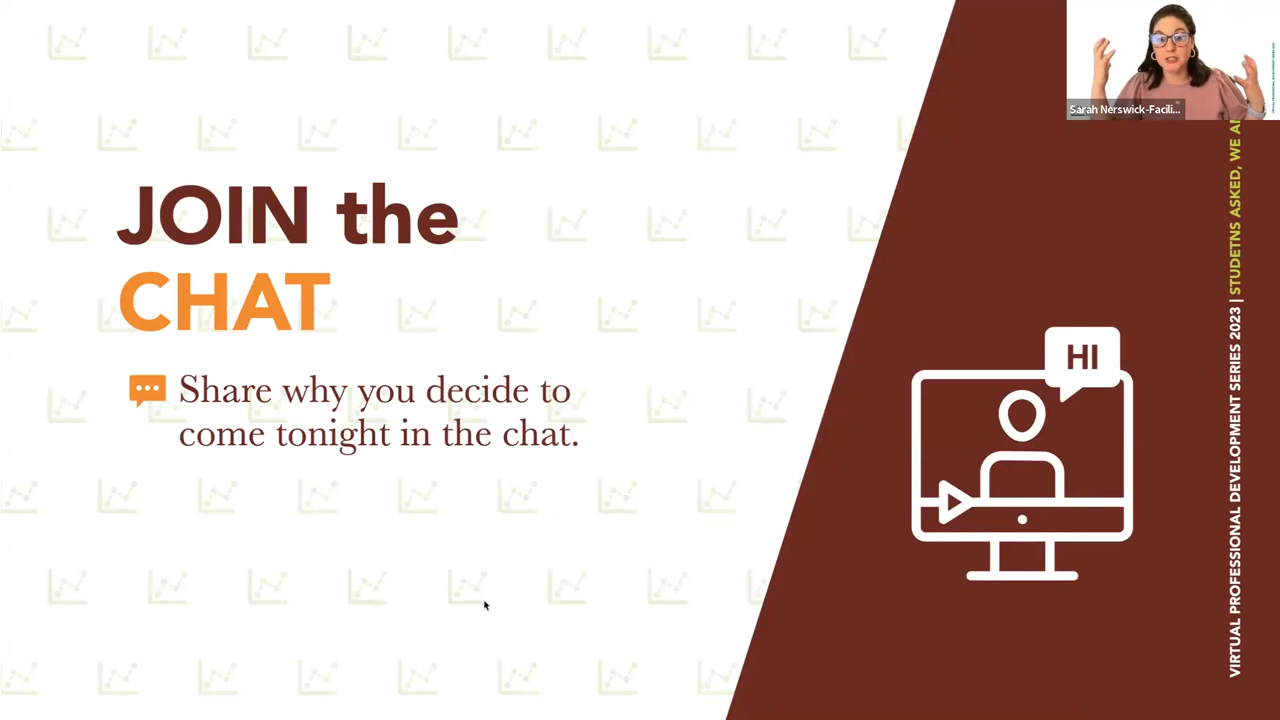 JOIN the
CHAT
Share why you decide to
come tonight in the chat.
HI
Sarah Nerswick-Facili...
VIRTUAL PROFESSIONAL DEVELOPMENT SERIES 2023 | STUDETNS ASKED, WE